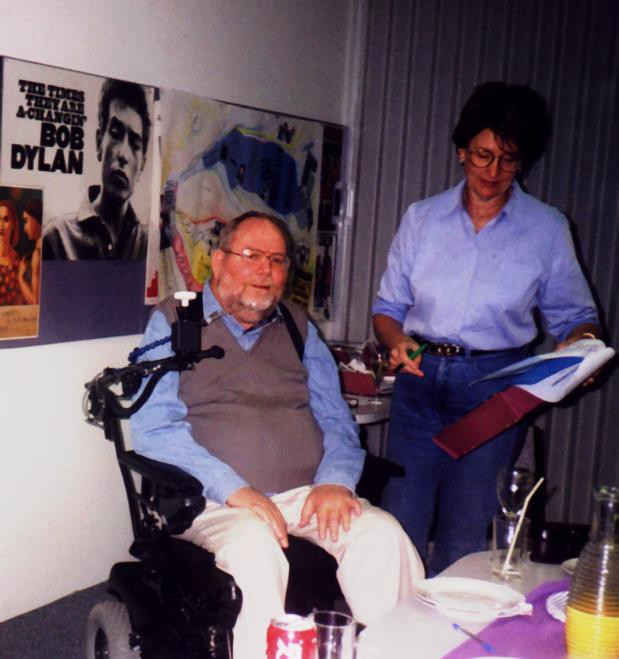 THE TIMES
THEY ARE
A-CHANGIN'
BOB
DYLAN